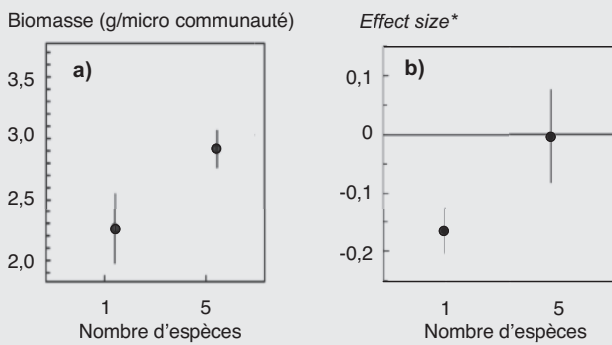 Biomasse (g/micro communauté)
a)
3,5
3,0
2,5
2,0
1 5
Nombre d'espèces
Effect size*
b)
0,1
0
-0,1
-0,2
1 5
Nombre d'espèces